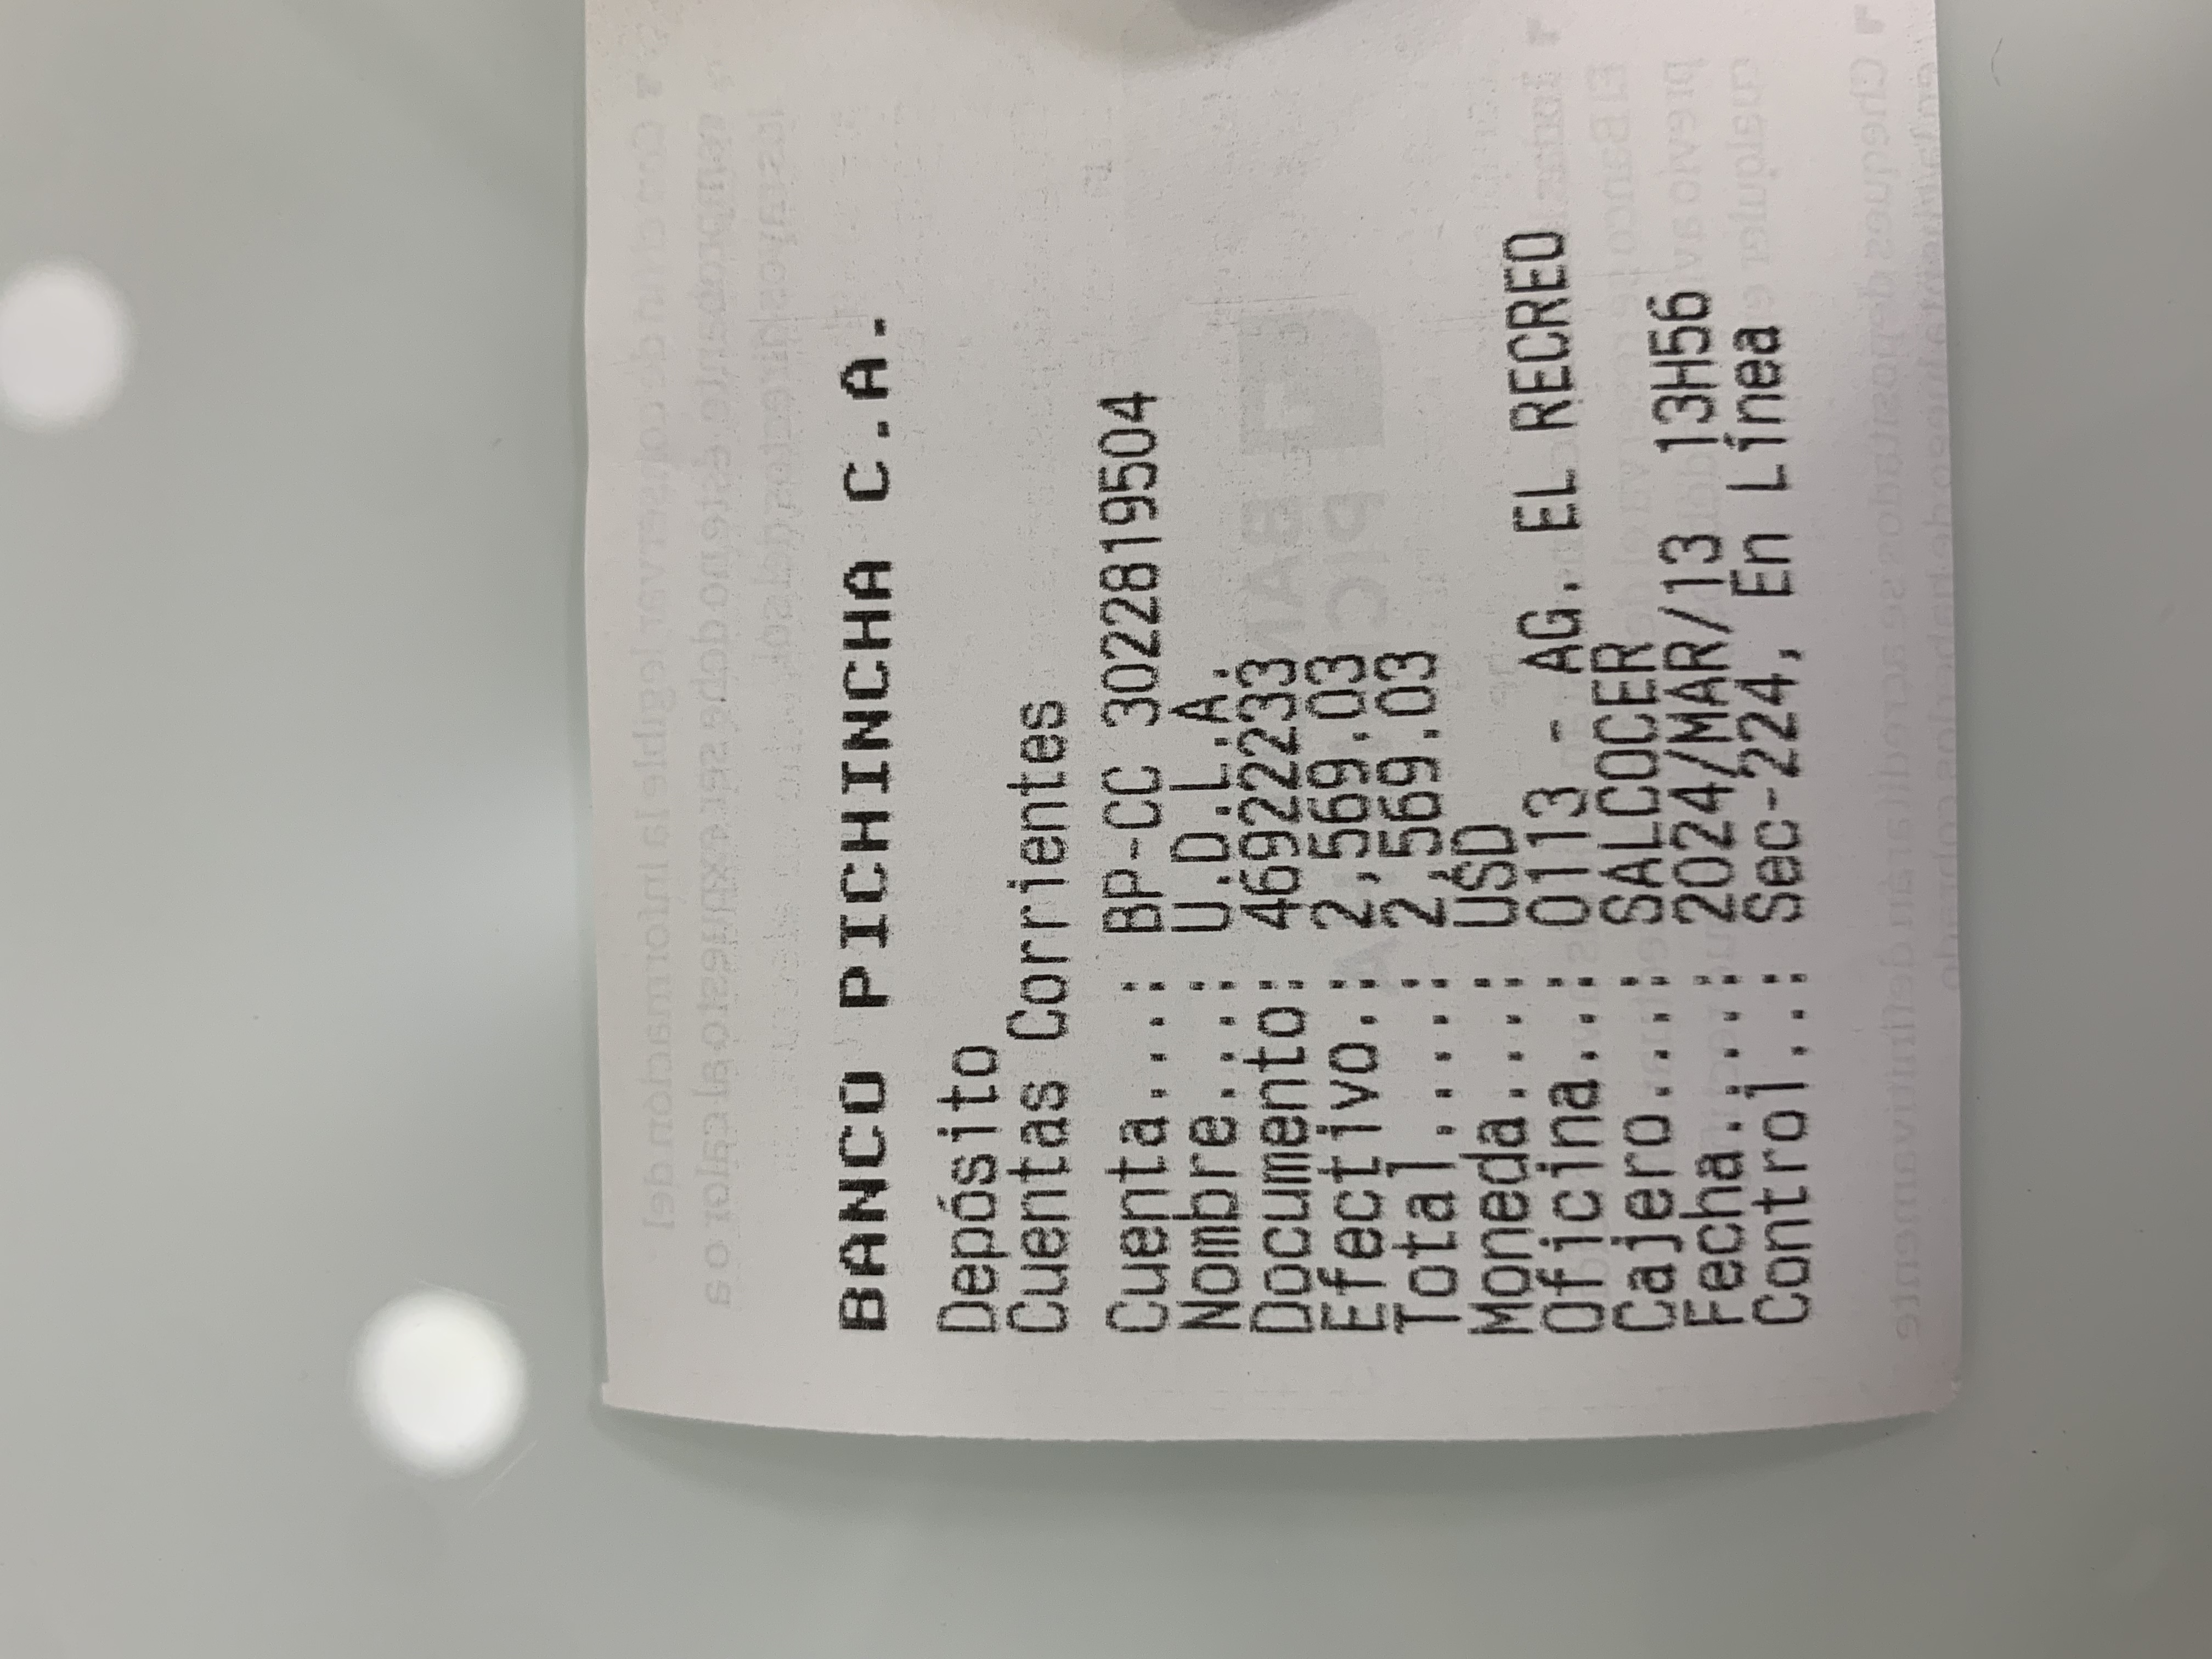 BANCO PICHINCHA C.A.
Depósito
Cuentas Corrientes
Cuenta...: BP-CC 3022819504
Nombre...: U.D.L.A.
Documento: 469222233
Efectivo.: 2,569.03
Total ....: 2,569.03
Moneda...: USD
Oficina..: 0113 - AG. EL RECREO
Cajero...: SALCOCER
Fecha....: 2024/MAR/13 13H56
Control..: Sec-224, En Línea